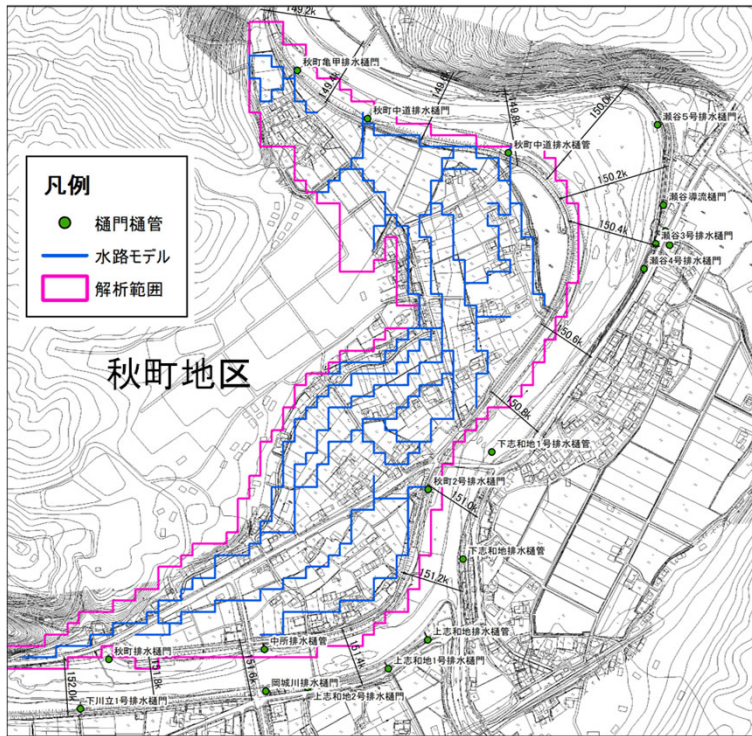 149.2k
秋町亀甲排水樋門
149.4k
秋町中道排水樋門
149.8k
150.0k
瀬谷5号排水樋門
秋町中道排水樋管
150.2k
瀬谷導流樋門
150.4k
瀬谷3号排水樋門
瀬谷4号排水樋門
凡例
樋門樋管
水路モデル
解析範囲
秋町地区
150.6k
150.8k
下志和地1号排水樋管
秋町2号排水樋門
151.0k
下志和地排水樋管
151.2k
上志和地排水樋管
中所排水樋管
151.4k
秋町排水樋門
151.8k
151.6k
上志和地1号排水樋門
岡城川排水樋門
上志和地2号排水樋門
152.0k
下川立1号排水樋門